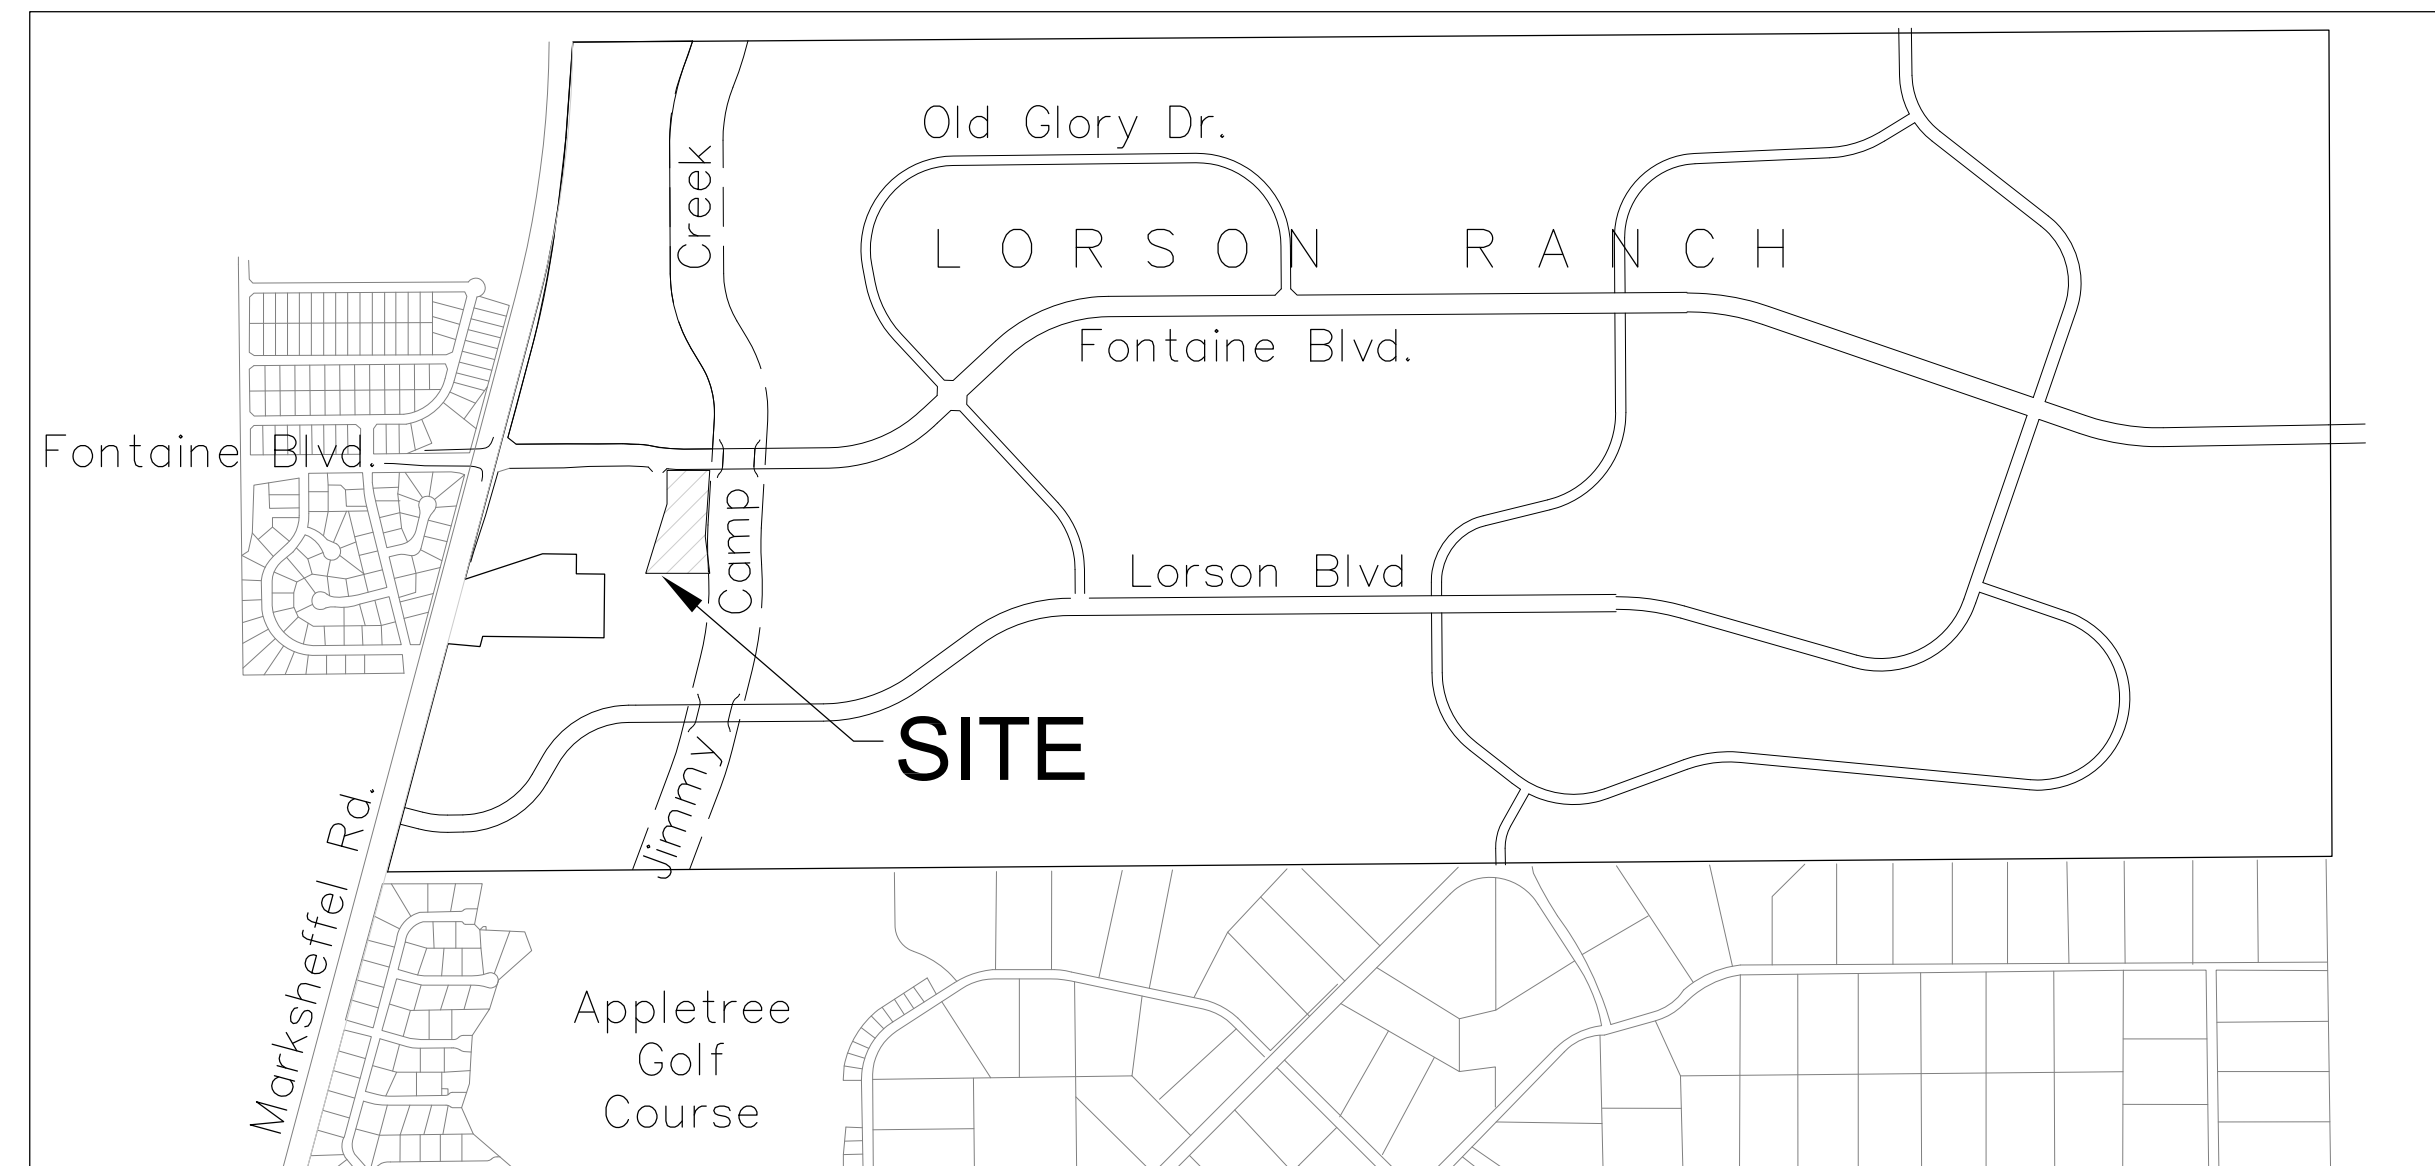 Old Glory Dr.
Creek
LORSON RANCH
Fontaine Blvd.
Fontaine Blvd.
Camp
Lorson Blvd
SITE
Jimmy
Marksheffel Rd.
Appletree
Golf
Course